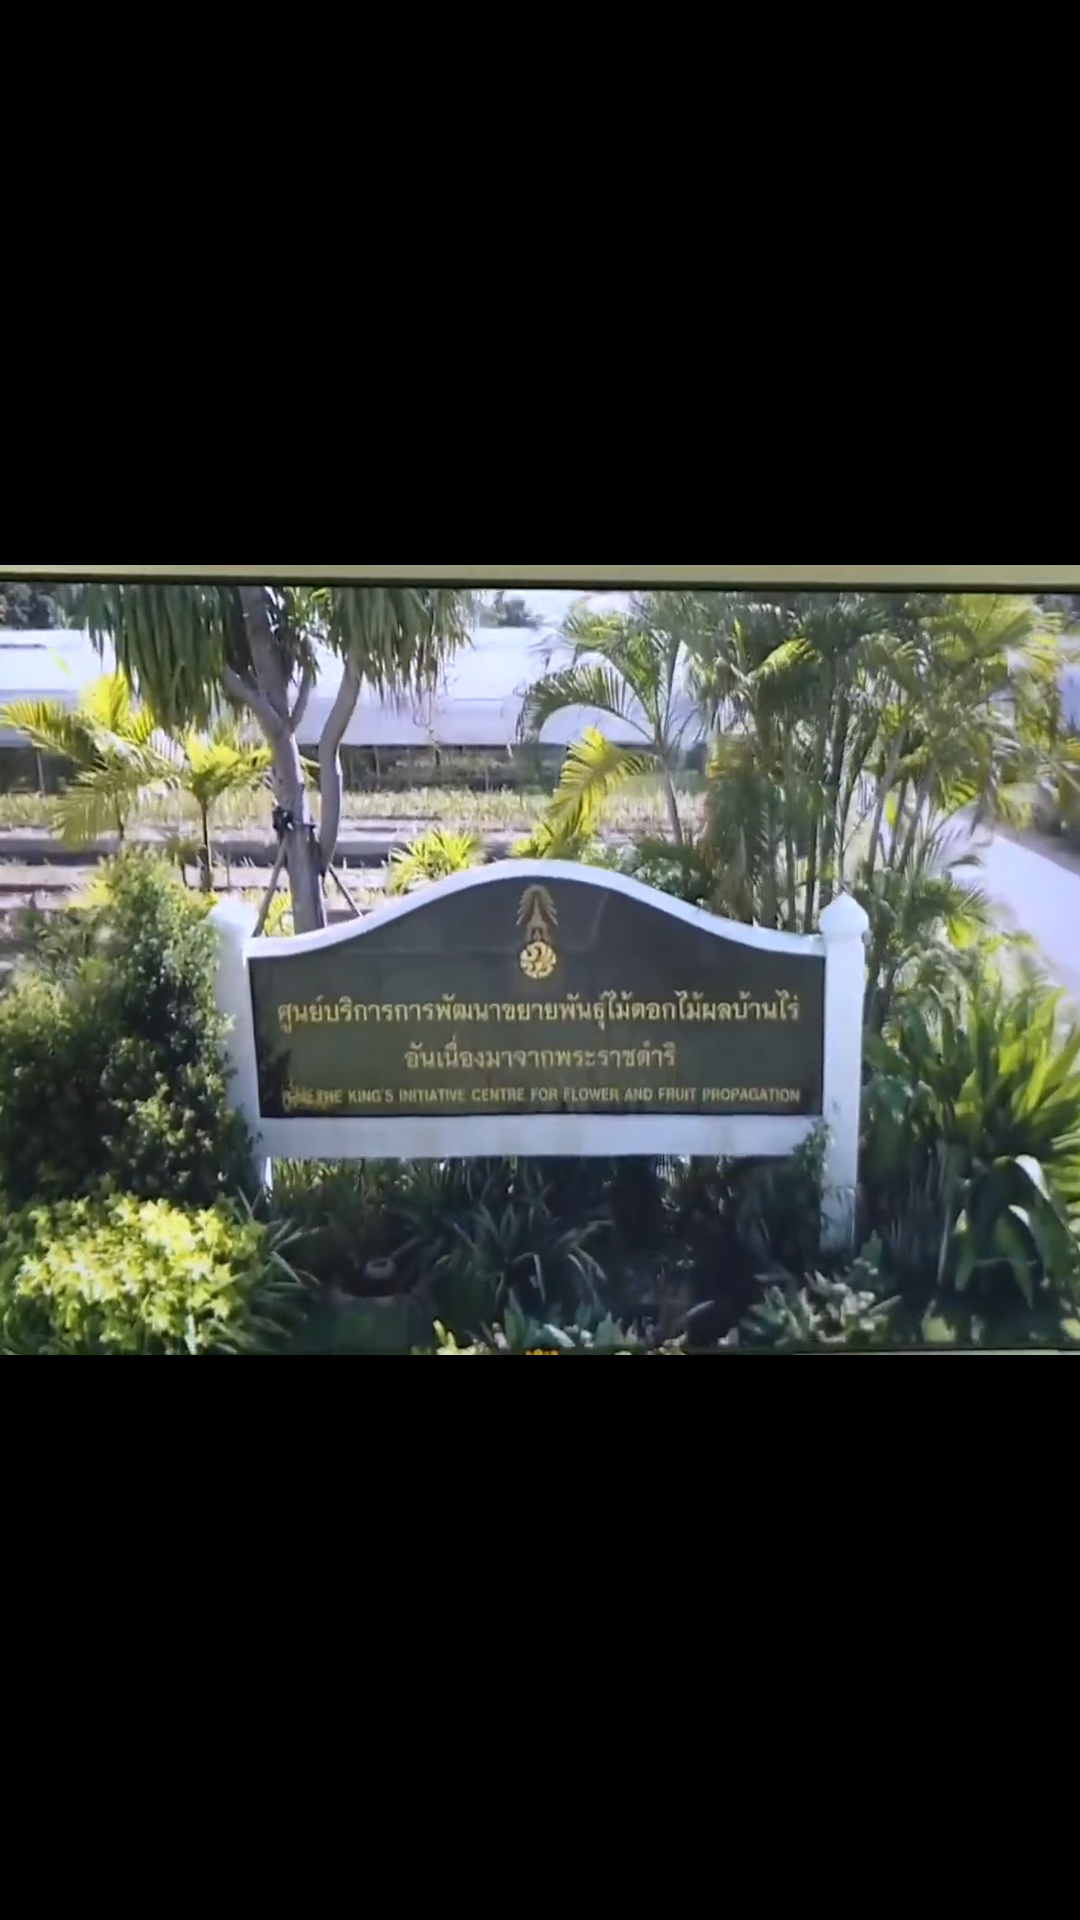 ศูนย์บริการการพัฒนาขยายพันธุ์ไม้ดอกไม้ผลบ้านไร่
อันเนื่องมาจากพระราชดำริ
THE KING'S INITIATIVE CENTRE FOR FLOWER AND FRUIT PROPAGATION